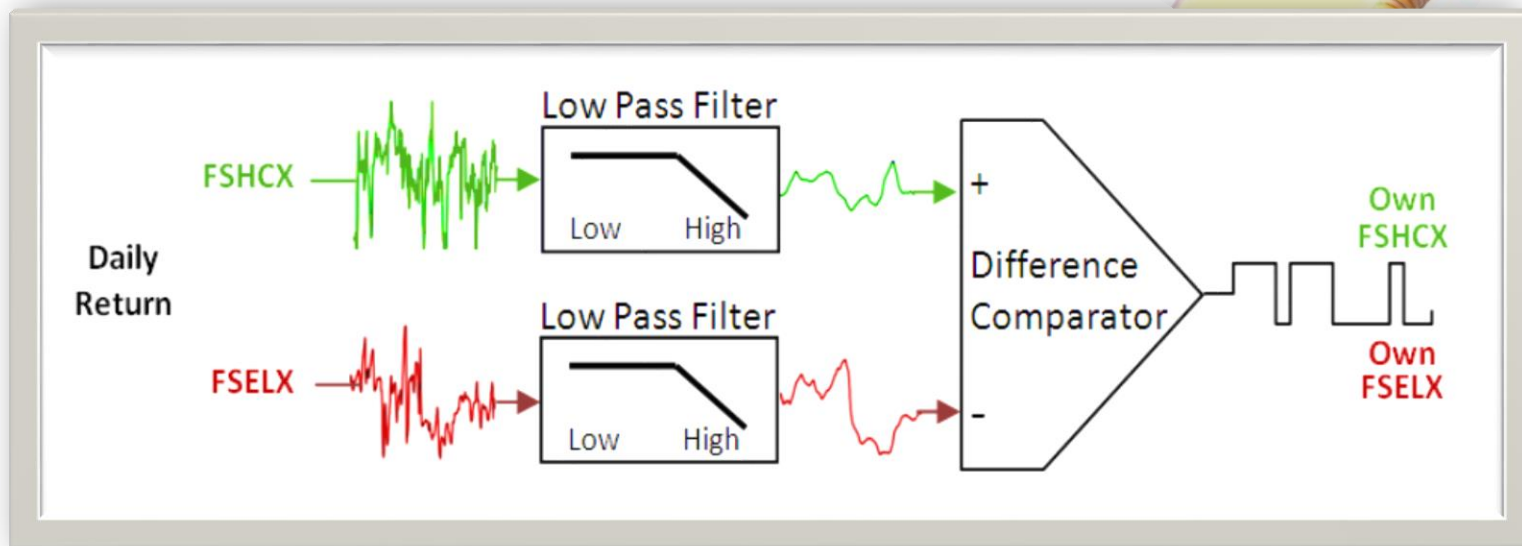 Daily
Return
FSHCX
Low Pass Filter
Low High
FSELX
Low Pass Filter
Low High
+
Difference
Comparator
-
Own
FSHCX
Own
FSELX